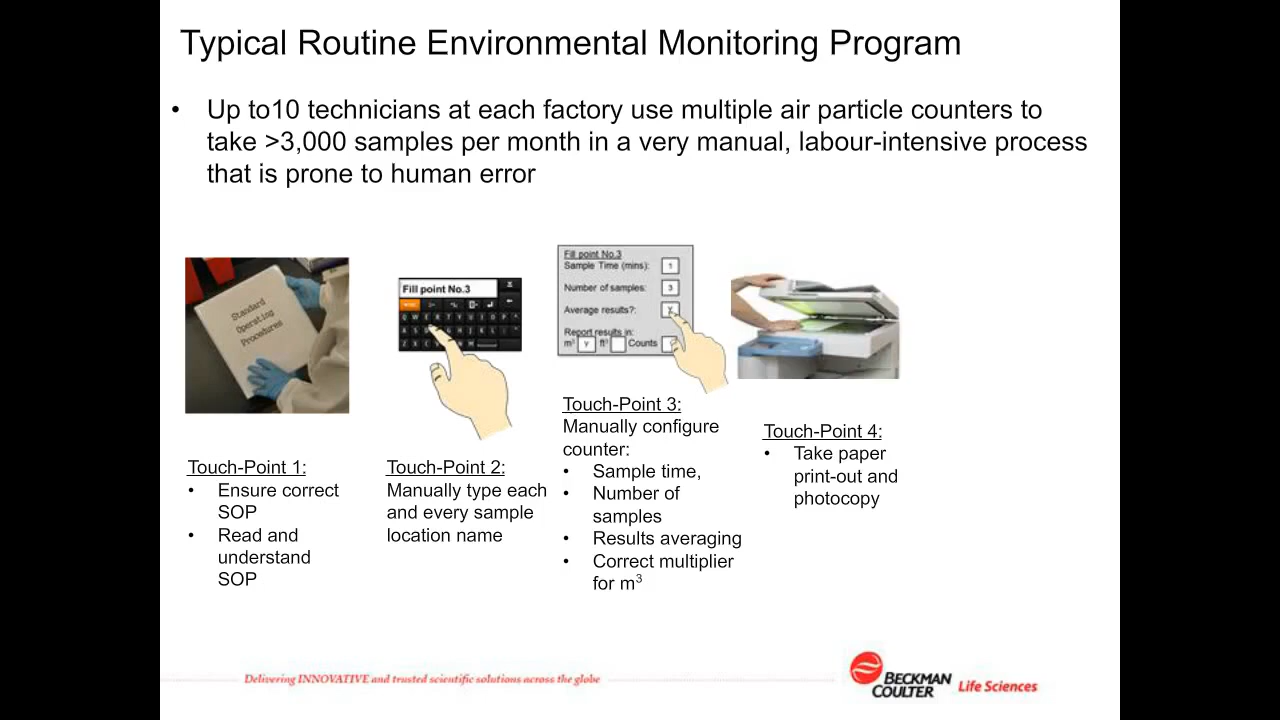 Typical Routine Environmental Monitoring Program
• Up to10 technicians at each factory use multiple air particle counters to
take >3,000 samples per month in a very manual, labour-intensive process
that is prone to human error
Standard
Operating
Procedures
Fill point No.3
Fill point No.3
Sample Time (mins): 1
Number of samples: 3
Average results?: Y
Report results in:
m³ Y ft³ Counts
Touch-Point 1:
• Ensure correct
SOP
• Read and
understand
SOP
Touch-Point 2:
Manually type each
and every sample
location name
Touch-Point 3:
Manually configure
counter:
• Sample time,
• Number of
samples
• Results averaging
• Correct multiplier
for m³
Touch-Point 4:
• Take paper
print-out and
photocopy
Delivering INNOVATIVE and trusted scientific solutions across the globe
BECKMAN
COULTER Life Sciences